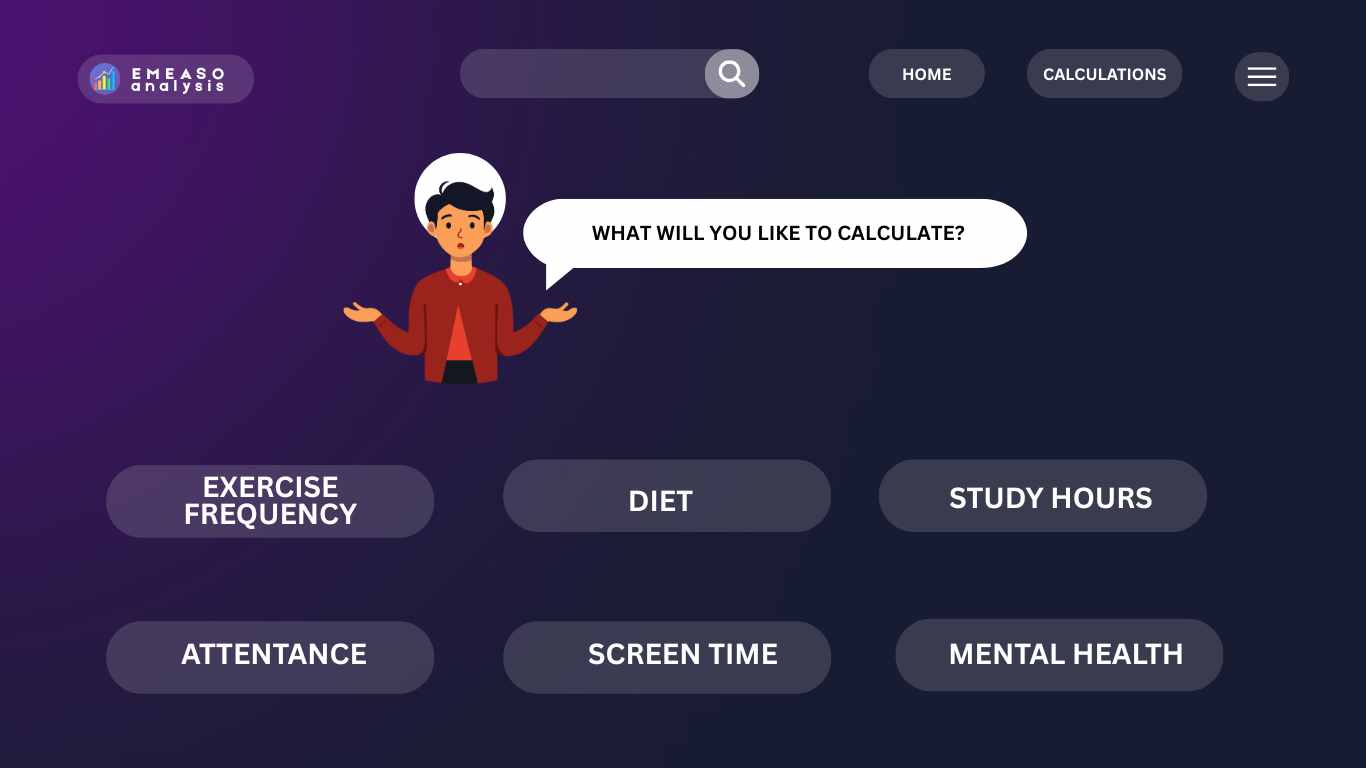 EMEASO
analysis
HOME
CALCULATIONS
WHAT WILL YOU LIKE TO CALCULATE?
EXERCISE
FREQUENCY
DIET
STUDY HOURS
ATTENTANCE
SCREEN TIME
MENTAL HEALTH